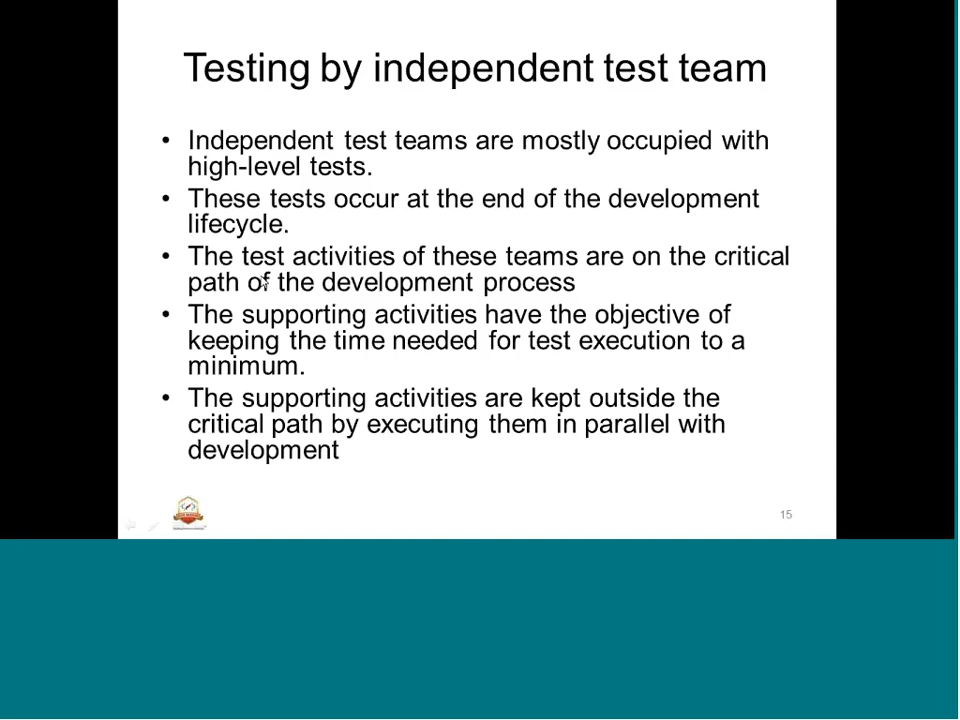 Testing by independent test team
• Independent test teams are mostly occupied with
high-level tests.
• These tests occur at the end of the development
lifecycle.
• The test activities of these teams are on the critical
path of the development process
• The supporting activities have the objective of
keeping the time needed for test execution to a
minimum.
• The supporting activities are kept outside the
critical path by executing them in parallel with
development
15